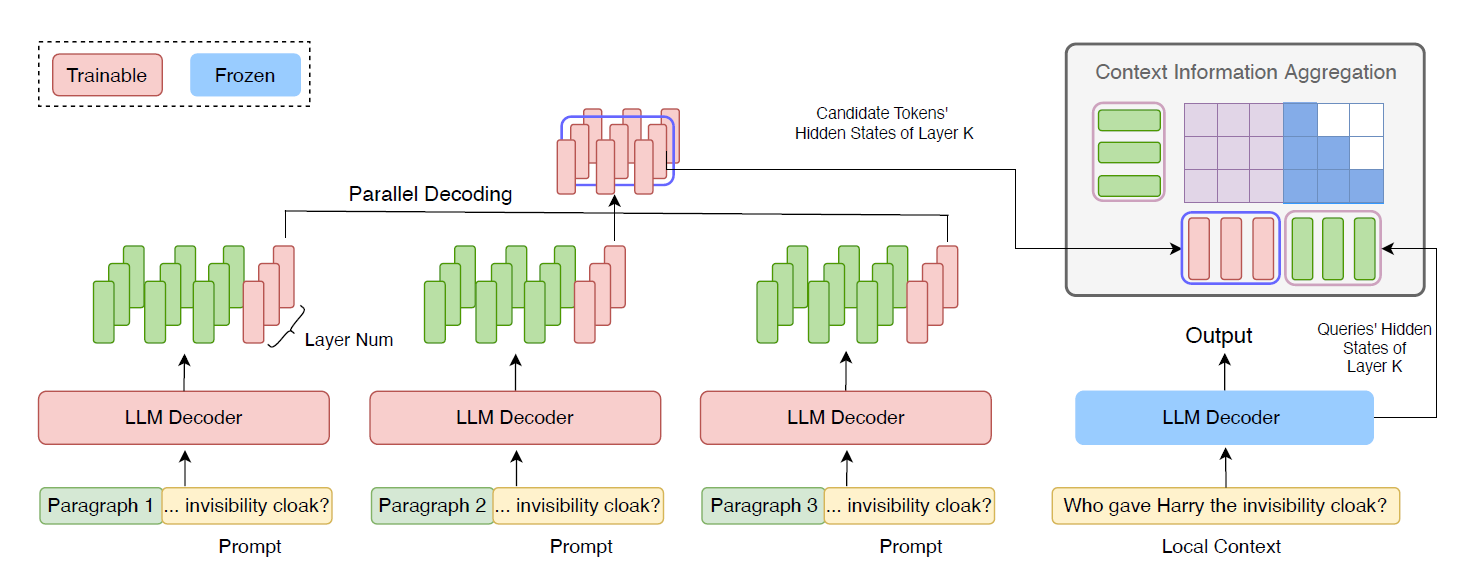 Trainable
Frozen
Context Information Aggregation
Candidate Tokens'
Hidden States of Layer K
Parallel Decoding
Layer Num
Output
Queries' Hidden
States of
Layer K
LLM Decoder
LLM Decoder
LLM Decoder
LLM Decoder
Paragraph 1 ... invisibility cloak?
Paragraph 2 ... invisibility cloak?
Paragraph 3 ... invisibility cloak?
Who gave Harry the invisibility cloak?
Prompt
Prompt
Prompt
Local Context